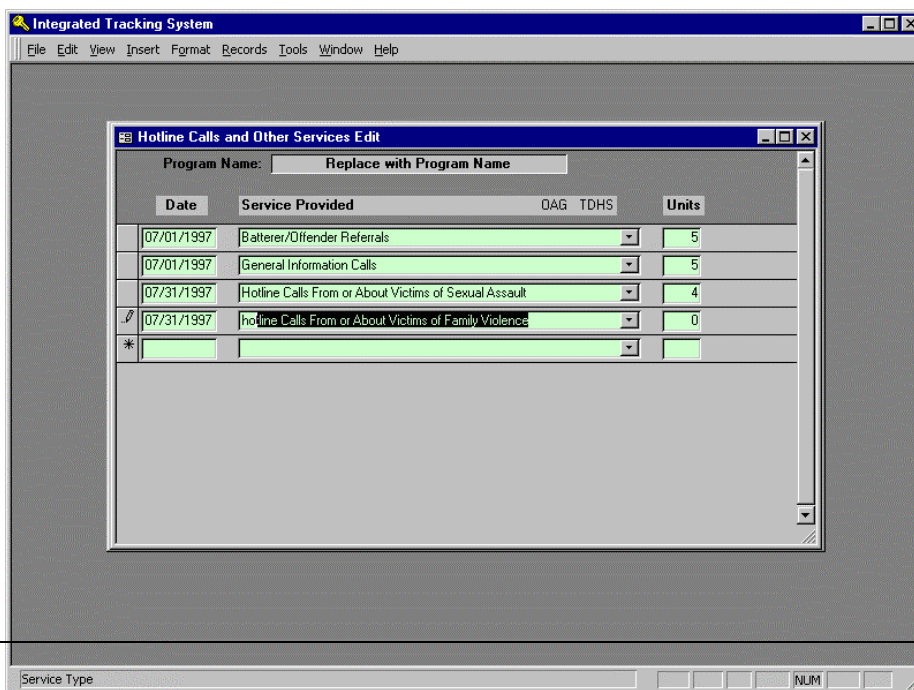 Integrated Tracking System
File Edit View Insert Format Records Tools Window Help
Hotline Calls and Other Services Edit
Program Name: Replace with Program Name
Date Service Provided OAG TDHS Units
07/01/1997 Batterer/Offender Referrals 5
07/01/1997 General Information Calls 5
07/31/1997 Hotline Calls From or About Victims of Sexual Assault 4
07/31/1997 hotline Calls From or About Victims of Family Violence 0
Service Type NUM